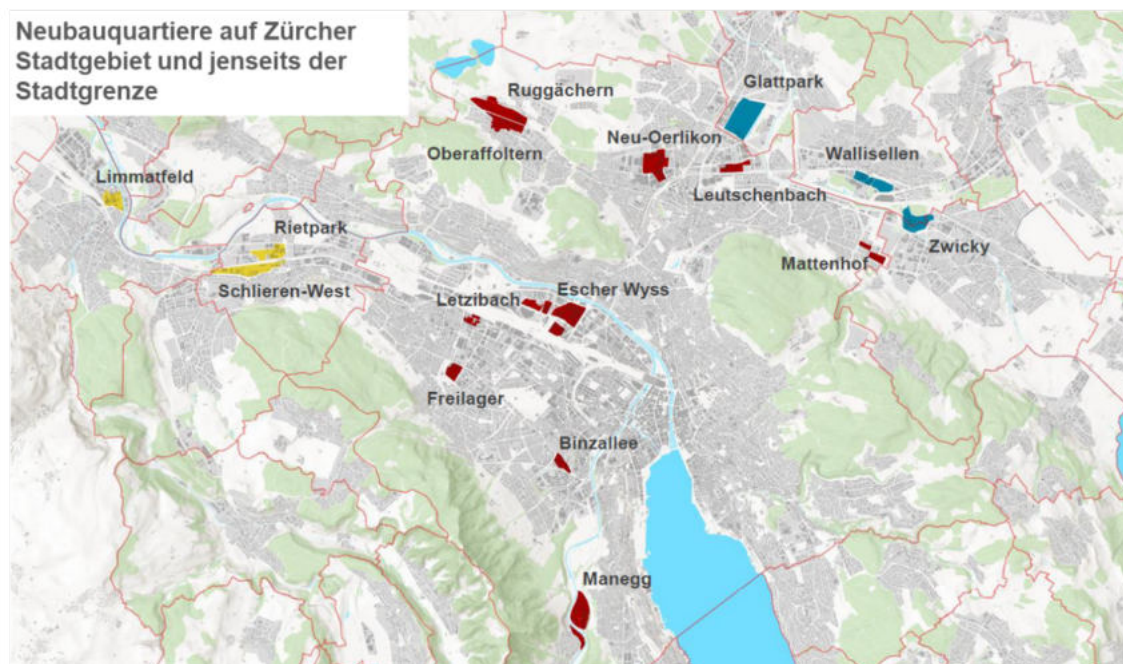 Neubauquartiere auf Zürcher
Stadtgebiet und jenseits der
Stadtgrenze
Glattpark
Ruggächern
Neu-Oerlikon
Oberaffoltern
Wallisellen
Limmatfeld
Leutschenbach
Rietpark
Zwicky
Mattenhof
Schlieren-West
Letzibach
Escher Wyss
Freilager
Binzallee
Manegg